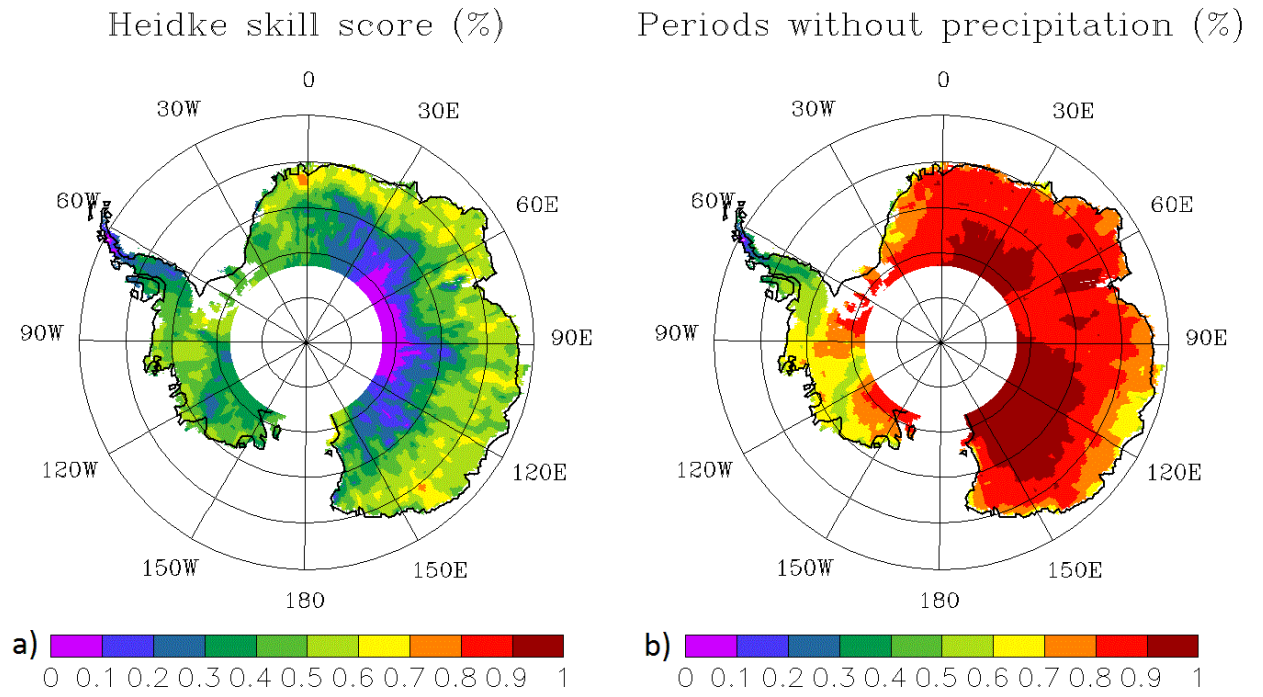 Heidke skill score (%)
0
30W
30E
60W
60E
90W
90E
120W
120E
150W
150E
180
a)
0 0.1 0.2 0.3 0.4 0.5 0.6 0.7 0.8 0.9 1
Periods without precipitation (%)
0
30W
30E
60W
60E
90W
90E
120W
120E
150W
150E
180
b)
0 0.1 0.2 0.3 0.4 0.5 0.6 0.7 0.8 0.9 1